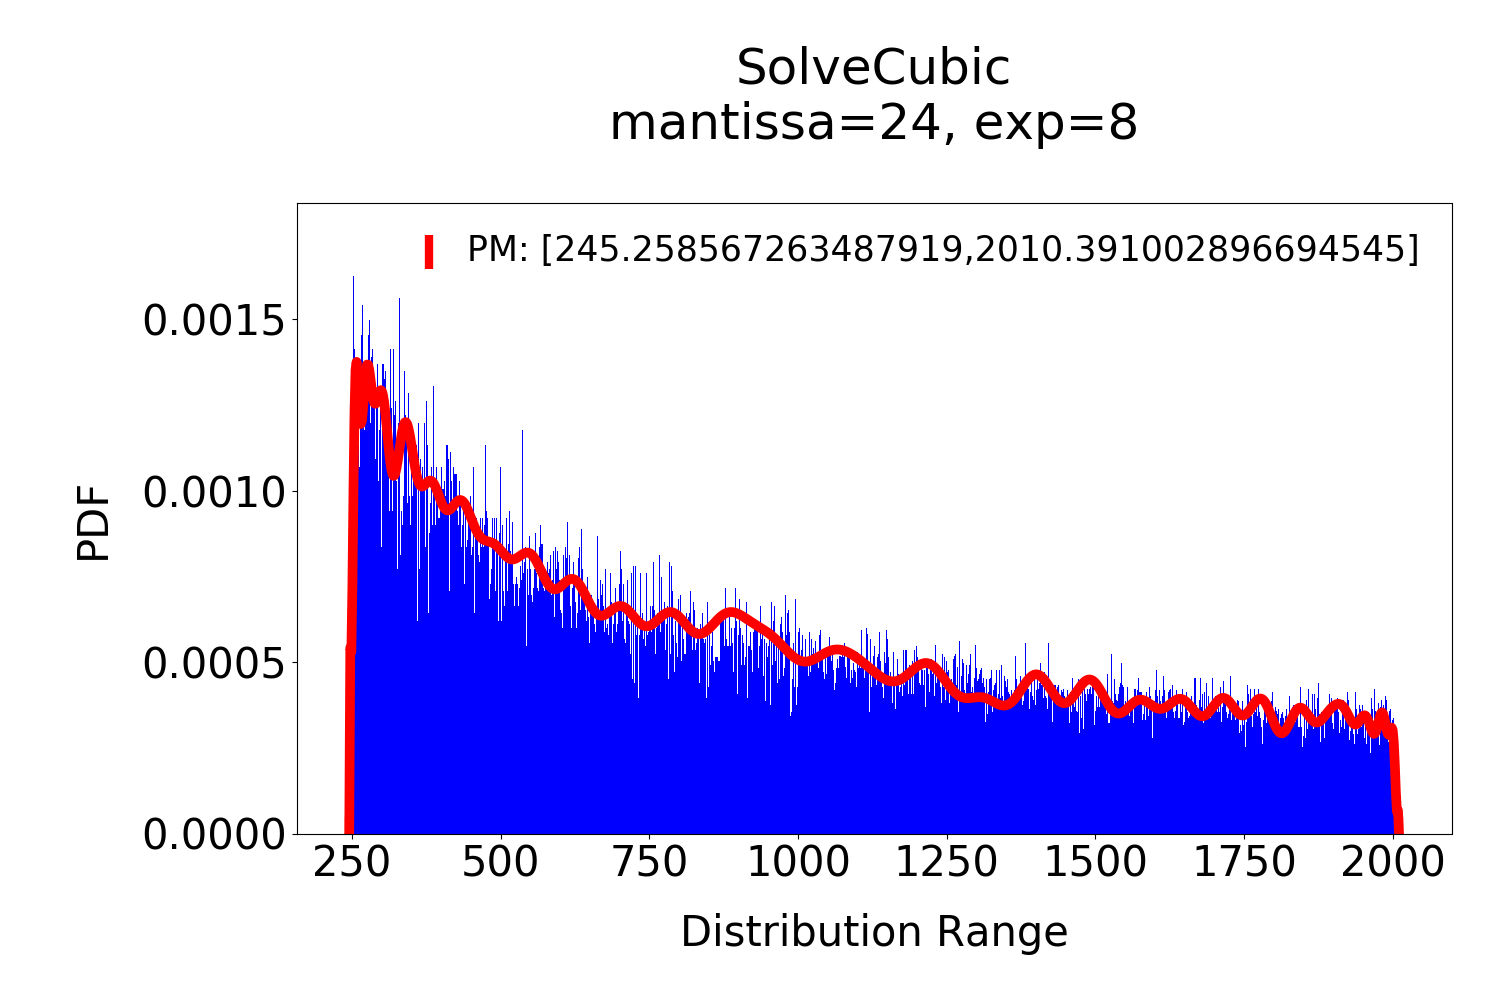 SolveCubic
mantissa=24, exp=8
PM: [245.258567263487919,2010.391002896694545]
0.0015
0.0010
0.0005
0.0000
PDF
250 500 750 1000 1250 1500 1750 2000
Distribution Range